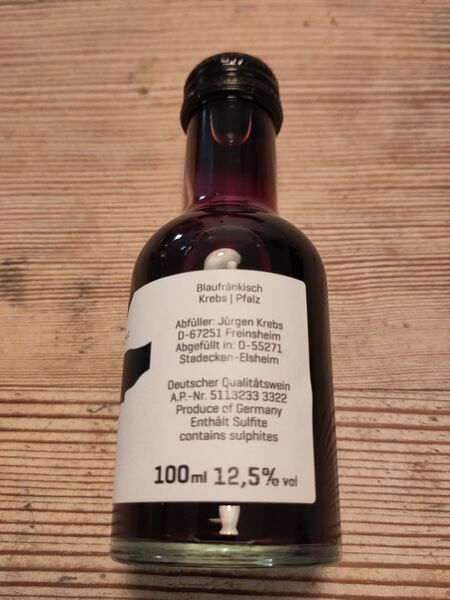 Blaufränkisch
Krebs | Pfalz
Abfüller: Jürgen Krebs
D-67251 Freinsheim
Abgefüllt in: D-55271
Stadecken-Elsheim
Deutscher Qualitätswein
A.P.-Nr. 5113233 3322
Produce of Germany
Enthält Sulfite
contains sulphites
100ml 12,5% vol